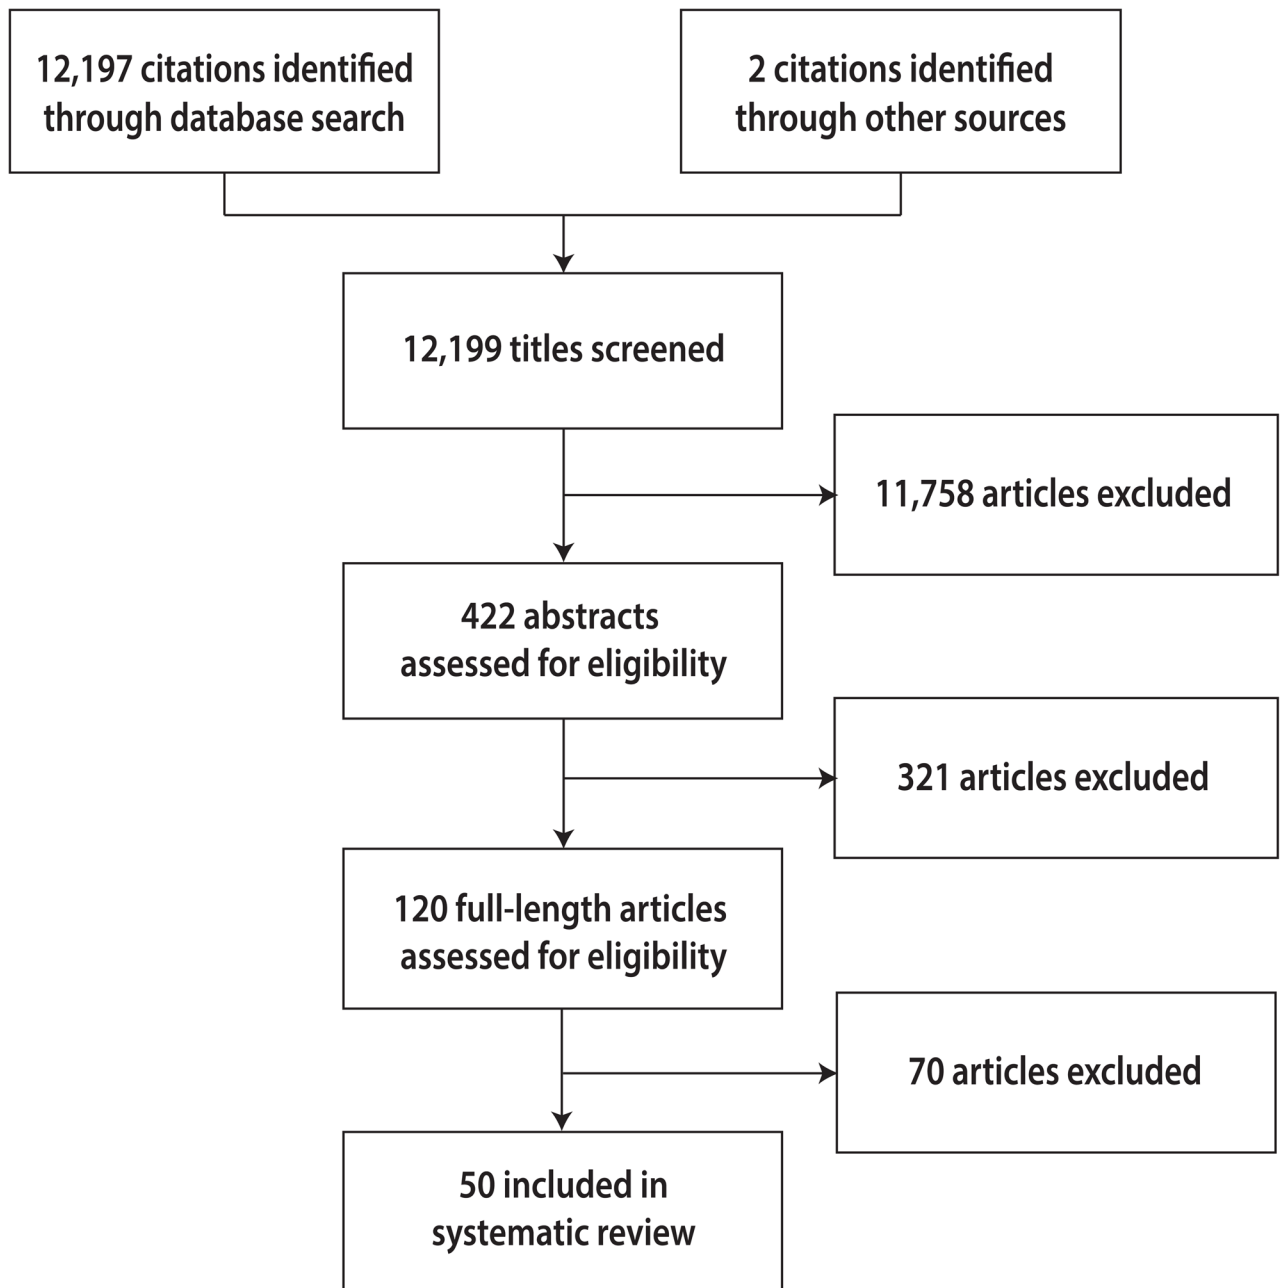 12,197 citations identified
through database search
2 citations identified
through other sources
12,199 titles screened
11,758 articles excluded
422 abstracts
assessed for eligibility
321 articles excluded
120 full-length articles
assessed for eligibility
70 articles excluded
50 included in
systematic review